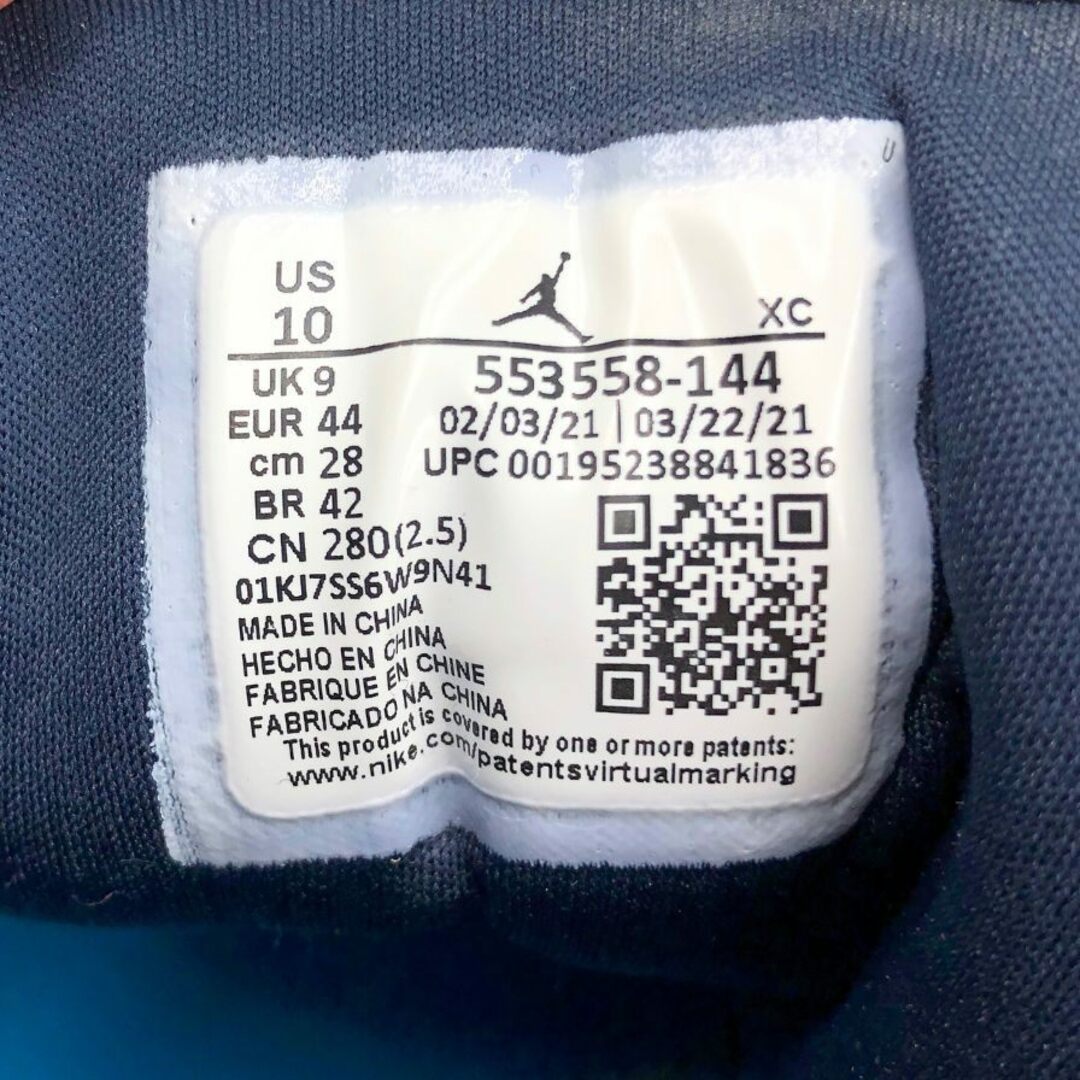 US
10
XC
UK 9
EUR 44
cm 28
BR 42
CN 280(2.5)
01KJ7SS6W9N41
553558-144
02/03/21 | 03/22/21
UPC 00195238841836
MADE IN CHINA
HECHO EN CHINA
FABRIQUE EN CHINE
FABRICADO NA CHINA
This product is covered by one or more patents:
www.nike.com/patentsvirtualmarking
U